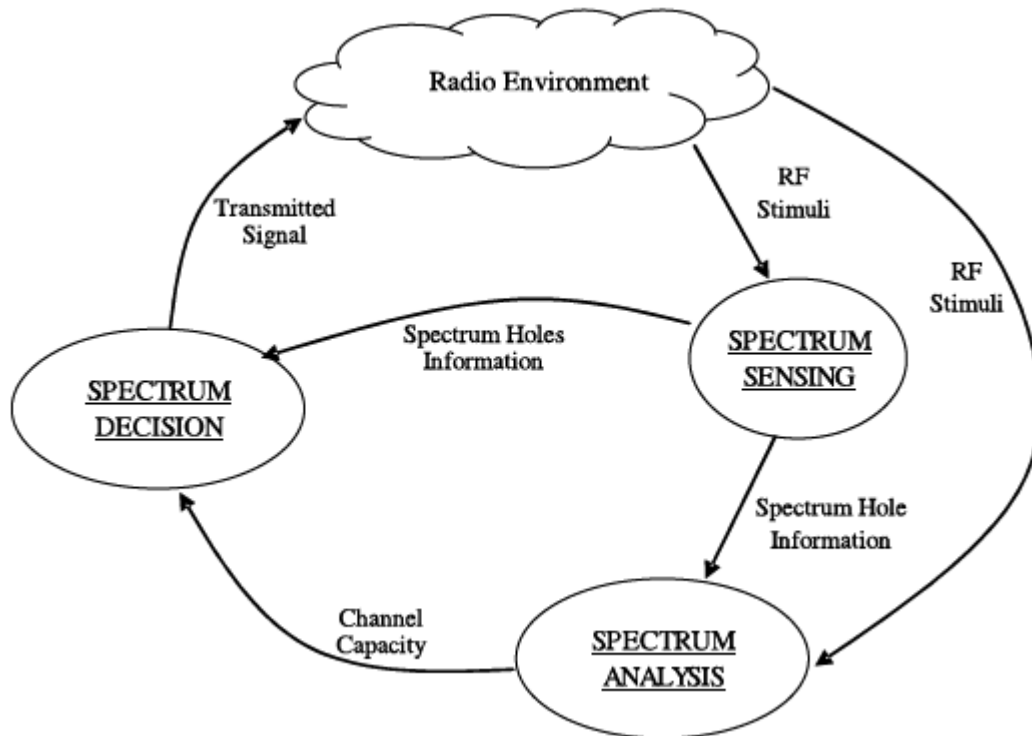 Radio Environment
RF
Stimuli
Transmitted
Signal
RF
Stimuli
Spectrum Holes
Information
SPECTRUM
SENSING
SPECTRUM
DECISION
Spectrum Hole
Information
Channel
Capacity
SPECTRUM
ANALYSIS